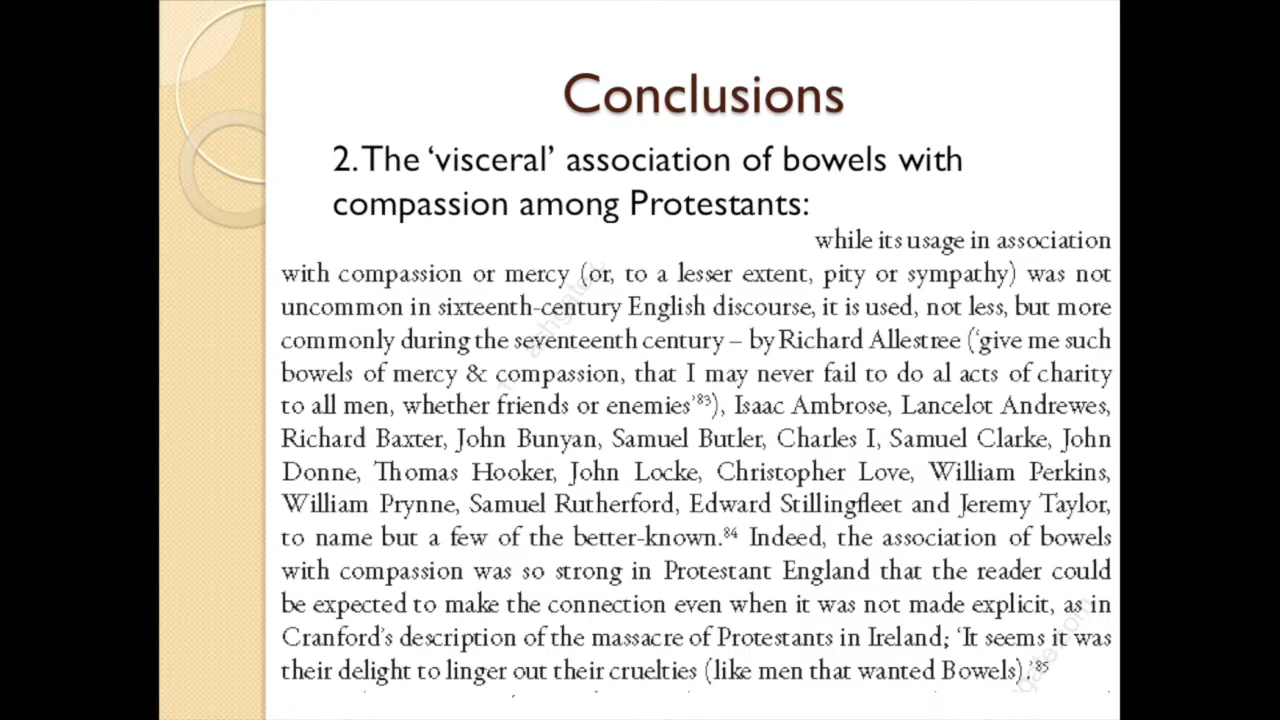 Conclusions
2. The ‘visceral’ association of bowels with
compassion among Protestants:
while its usage in association
with compassion or mercy (or, to a lesser extent, pity or sympathy) was not
uncommon in sixteenth-century English discourse, it is used, not less, but more
commonly during the seventeenth century – by Richard Allestree (‘give me such
bowels of mercy & compassion, that I may never fail to do al acts of charity
to all men, whether friends or enemies’⁸³), Isaac Ambrose, Lancelot Andrewes,
Richard Baxter, John Bunyan, Samuel Butler, Charles I, Samuel Clarke, John
Donne, Thomas Hooker, John Locke, Christopher Love, William Perkins,
William Prynne, Samuel Rutherford, Edward Stillingfleet and Jeremy Taylor,
to name but a few of the better-known.⁸⁴ Indeed, the association of bowels
with compassion was so strong in Protestant England that the reader could
be expected to make the connection even when it was not made explicit, as in
Cranford’s description of the massacre of Protestants in Ireland; ‘It seems it was
their delight to linger out their cruelties (like men that wanted Bowels).’⁸⁵